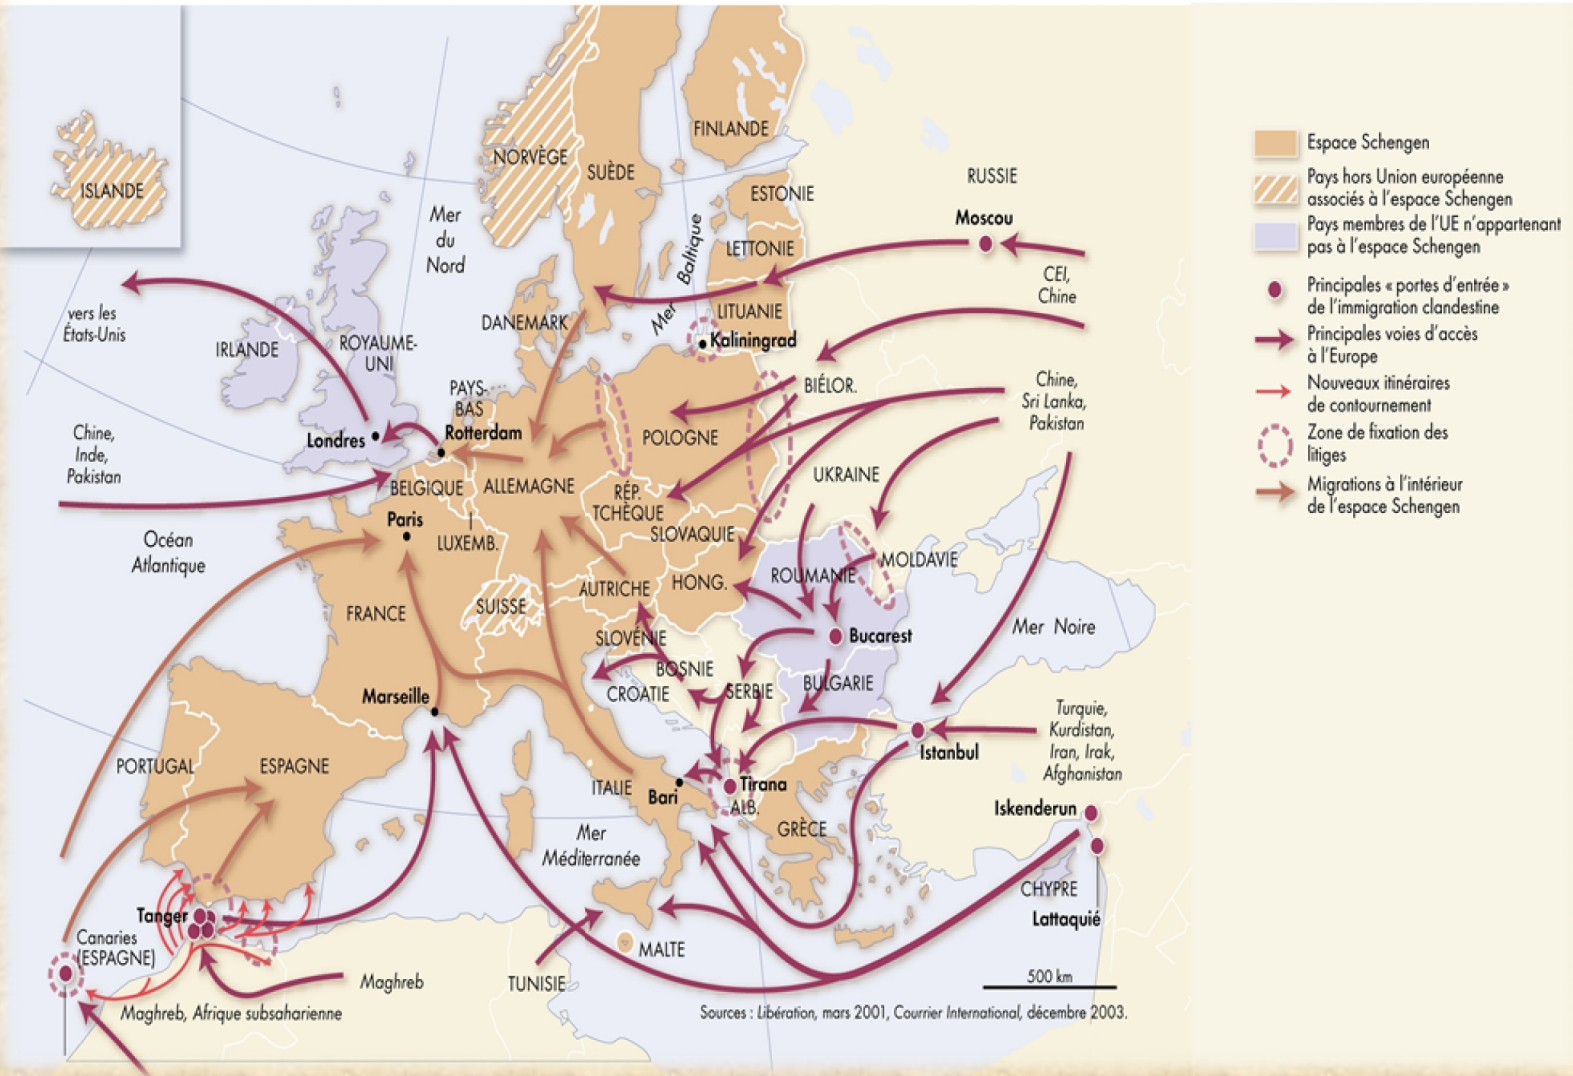 ISLANDE
NORVÈGE
SUÈDE
FINLANDE
ESTONIE
LETTONIE
LITUANIE
RUSSIE
Moscou
CEI,
Chine
Mer
du
Nord
Mer Baltique
vers les
États-Unis
IRLANDE
ROYAUME-
UNI
DANEMARK
Kaliningrad
BIÉLOR.
Chine,
Sri Lanka,
Pakistan
PAYS-
BAS
Rotterdam
Londres
POLOGNE
Chine,
Inde,
Pakistan
BELGIQUE
ALLEMAGNE
RÉP.
TCHÈQUE
UKRAINE
Paris
LUXEMB.
SLOVAQUIE
Océan
Atlantique
AUTRICHE
HONG.
ROUMANIE
MOLDAVIE
FRANCE
SUISSE
SLOVÉNIE
Bucarest
Mer Noire
BOSNIE
CROATIE
SERBIE
BULGARIE
Marseille
Turquie,
Kurdistan,
Iran, Irak,
Afghanistan
Istanbul
PORTUGAL
ESPAGNE
ITALIE
Bari
Tirana
ALB.
GRÈCE
Iskenderun
Mer
Méditerranée
CHYPRE
Lattaquié
Tanger
Canaries
(ESPAGNE)
MALTE
TUNISIE
Maghreb
Maghreb, Afrique subsaharienne
500 km
Sources : Libération, mars 2001, Courrier International, décembre 2003.
Espace Schengen
Pays hors Union européenne
associés à l'espace Schengen
Pays membres de l'UE n'appartenant
pas à l'espace Schengen
Principales « portes d'entrée »
de l'immigration clandestine
Principales voies d'accès
à l'Europe
Nouveaux itinéraires
de contournement
Zone de fixation des
litiges
Migrations à l'intérieur
de l'espace Schengen